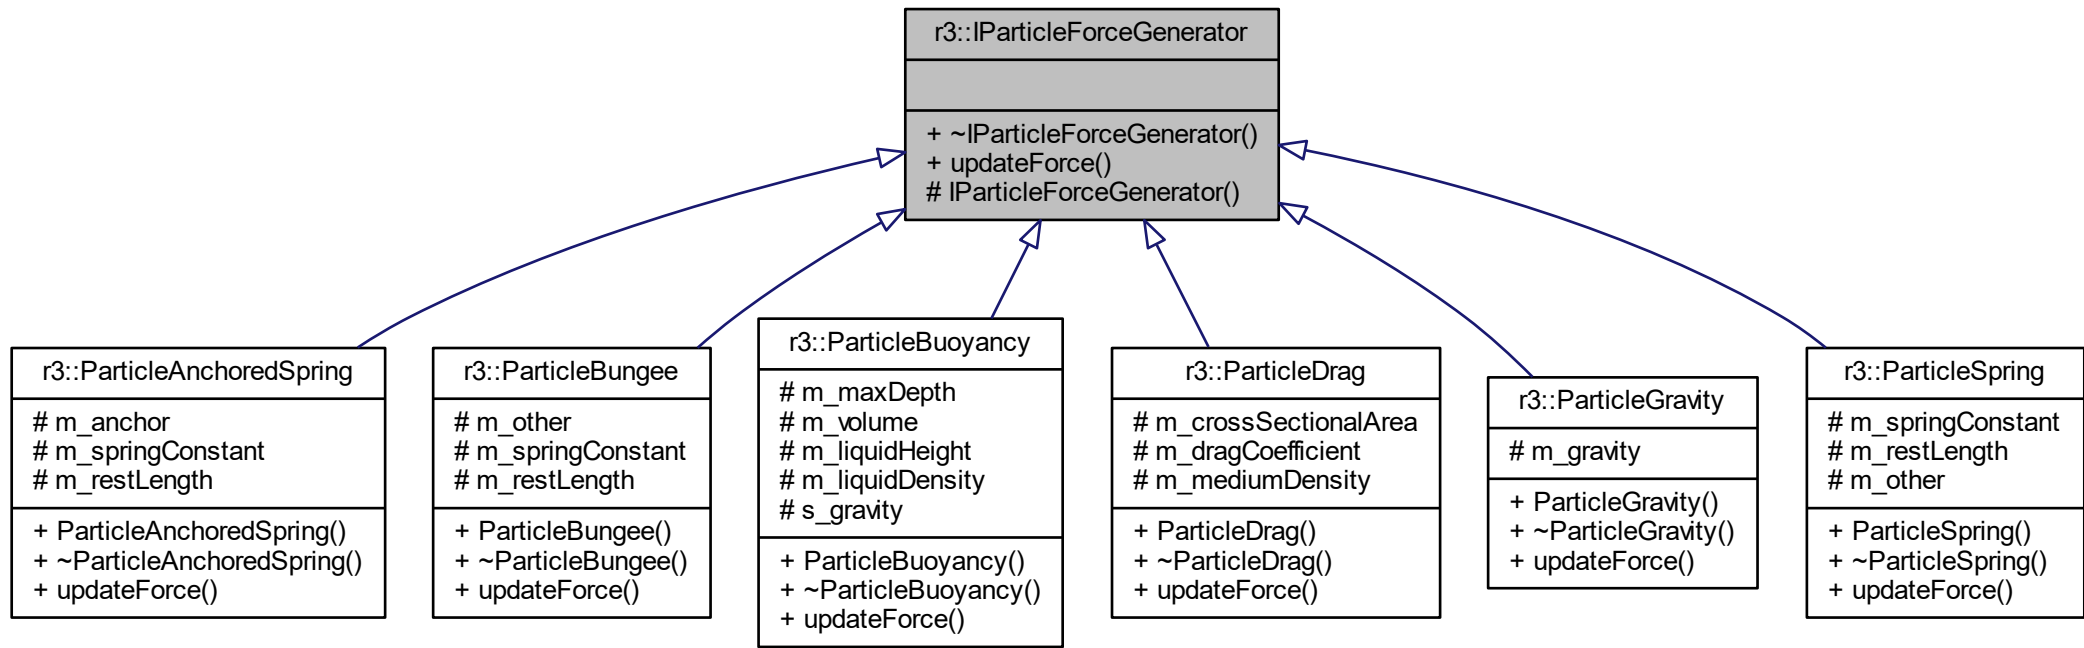 r3::IParticleForceGenerator
+ ~IParticleForceGenerator()
+ updateForce()
# IParticleForceGenerator()
r3::ParticleAnchoredSpring
# m_anchor
# m_springConstant
# m_restLength
+ ParticleAnchoredSpring()
+ ~ParticleAnchoredSpring()
+ updateForce()
r3::ParticleBungee
# m_other
# m_springConstant
# m_restLength
+ ParticleBungee()
+ ~ParticleBungee()
+ updateForce()
r3::ParticleBuoyancy
# m_maxDepth
# m_volume
# m_liquidHeight
# m_liquidDensity
# s_gravity
+ ParticleBuoyancy()
+ ~ParticleBuoyancy()
+ updateForce()
r3::ParticleDrag
# m_crossSectionalArea
# m_dragCoefficient
# m_mediumDensity
+ ParticleDrag()
+ ~ParticleDrag()
+ updateForce()
r3::ParticleGravity
# m_gravity
+ ParticleGravity()
+ ~ParticleGravity()
+ updateForce()
r3::ParticleSpring
# m_springConstant
# m_restLength
# m_other
+ ParticleSpring()
+ ~ParticleSpring()
+ updateForce()